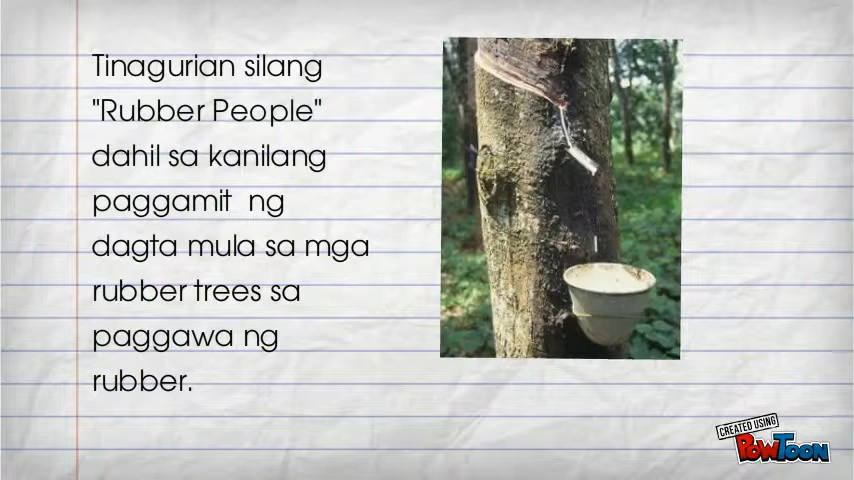 Tinagurian silang
"Rubber People"
dahil sa kanilang
paggamit ng
dagta mula sa mga
rubber trees sa
paggawa ng
rubber.
CREATED USING
POWTOON